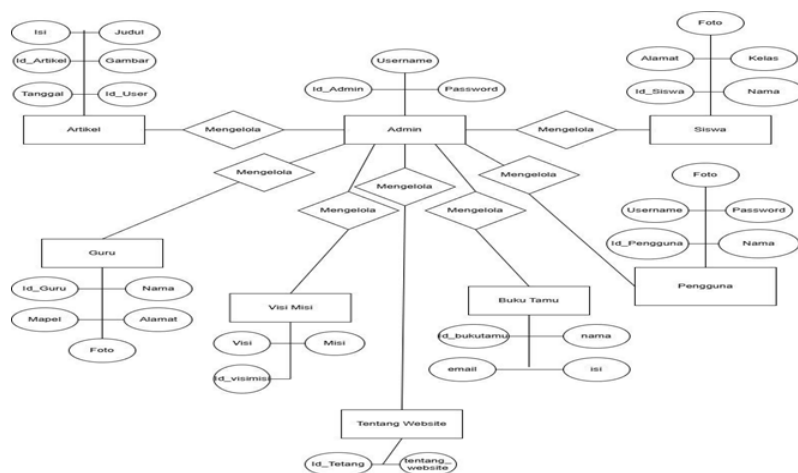 Isi
Judul
Id_Artikel
Gambar
Tanggal
Id_User
Artikel
Mengelola
Username
Id_Admin
Password
Admin
Mengelola
Foto
Alamat
Kelas
Id_Siswa
Nama
Siswa
Mengelola
Mengelola
Mengelola
Mengelola
Mengelola
Guru
Id_Guru
Nama
Mapel
Alamat
Foto
Visi Misi
Visi
Misi
Id_visimisi
Buku Tamu
Id_bukutamu
nama
email
isi
Foto
Username
Password
Id_Pengguna
Nama
Pengguna
Tentang Website
Id_Tetang
tentang_
website